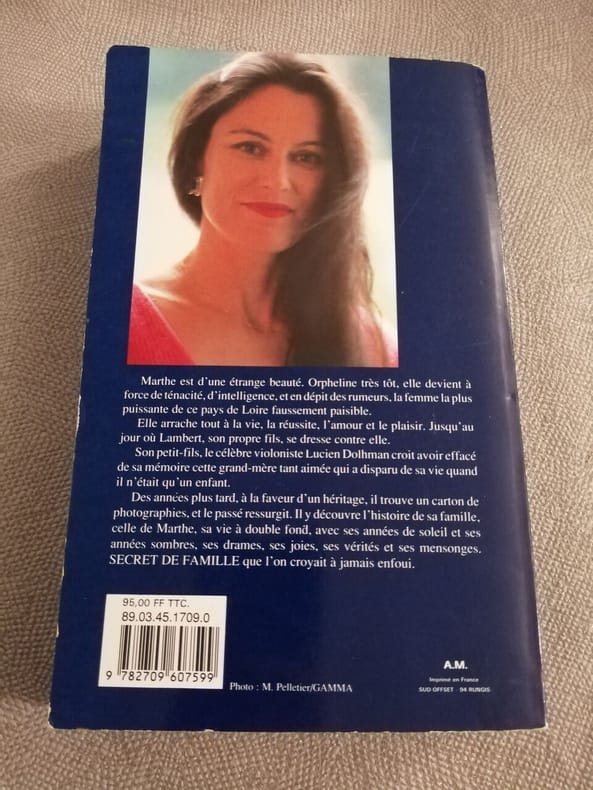 Marthe est d'une étrange beauté. Orpheline très tôt, elle devient à
force de ténacité, d'intelligence, et en dépit des rumeurs, la femme la plus
puissante de ce pays de Loire faussement paisible.
Elle arrache tout à la vie, la réussite, l'amour et le plaisir. Jusqu'au
jour où Lambert, son propre fils, se dresse contre elle.
Son petit-fils, le célèbre violoniste Lucien Dolhman croit avoir effacé
de sa mémoire cette grand-mère tant aimée qui a disparu de sa vie quand
il n'était qu'un enfant.
Des années plus tard, à la faveur d'un héritage, il trouve un carton de
photographies, et le passé ressurgit. Il y découvre l'histoire de sa famille,
celle de Marthe, sa vie à double fond, avec ses années de soleil et ses
années sombres, ses drames, ses joies, ses vérités et ses mensonges.
SECRET DE FAMILLE que l'on croyait à jamais enfoui.
95,00 FF TTC.
89.03.45.1709.0
9 782709 607599
Photo : M. Pelletier/GAMMA
A.M.
Imprimé en France
SUD OFFSET - 94 RUNGIS